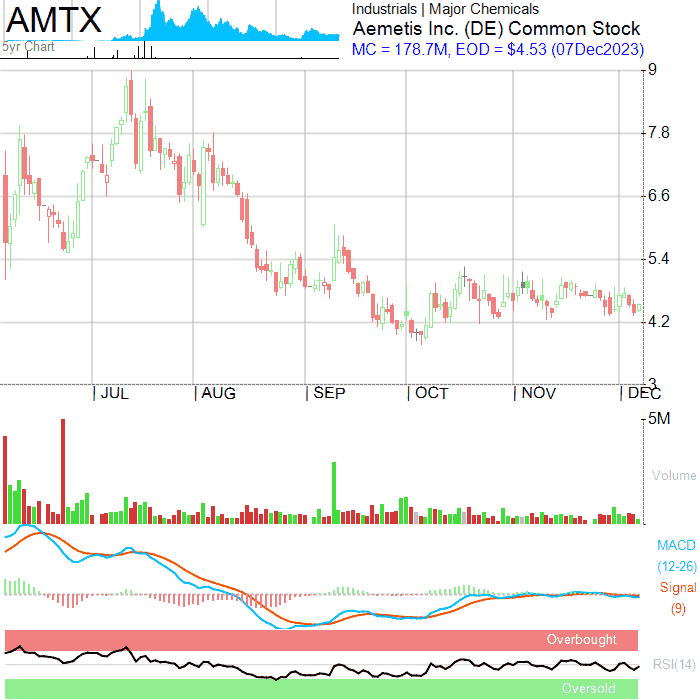 AMTX
5yr Chart
Industrials | Major Chemicals
Aemetis Inc. (DE) Common Stock
MC = 178.7M, EOD = $4.53 (07Dec2023)
9
7.8
6.6
5.4
4.2
3
JUL
AUG
SEP
OCT
NOV
DEC
5M
Volume
MACD
(12-26)
Signal
(9)
Overbought
RSI(14)
Oversold